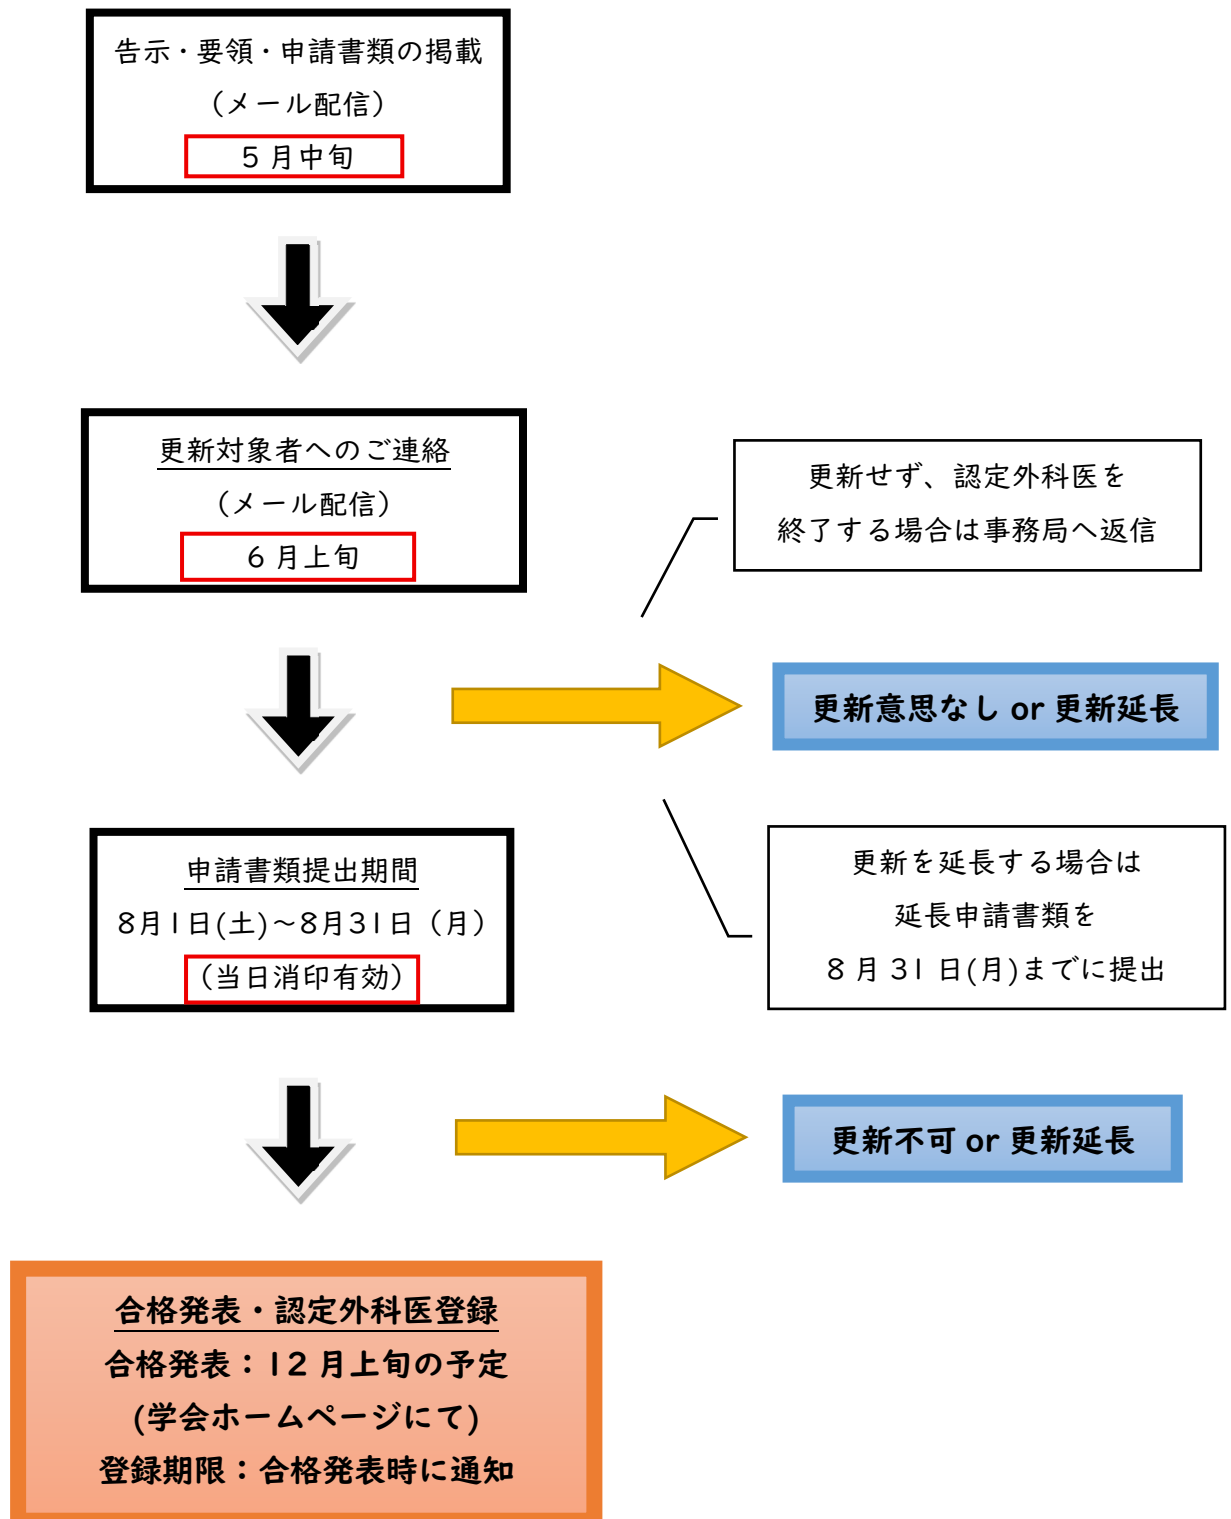 告示・要領・申請書類の掲載
（メール配信）
5月中旬
更新対象者へのご連絡
（メール配信）
6月上旬
更新せず、認定外科医を
終了する場合は事務局へ返信
更新意思なし or 更新延長
申請書類提出期間
8月1日(土)～8月31日（月）
（当日消印有効）
更新を延長する場合は
延長申請書類を
8月31日(月)までに提出
更新不可 or 更新延長
合格発表・認定外科医登録
合格発表：12月上旬の予定
(学会ホームページにて)
登録期限：合格発表時に通知